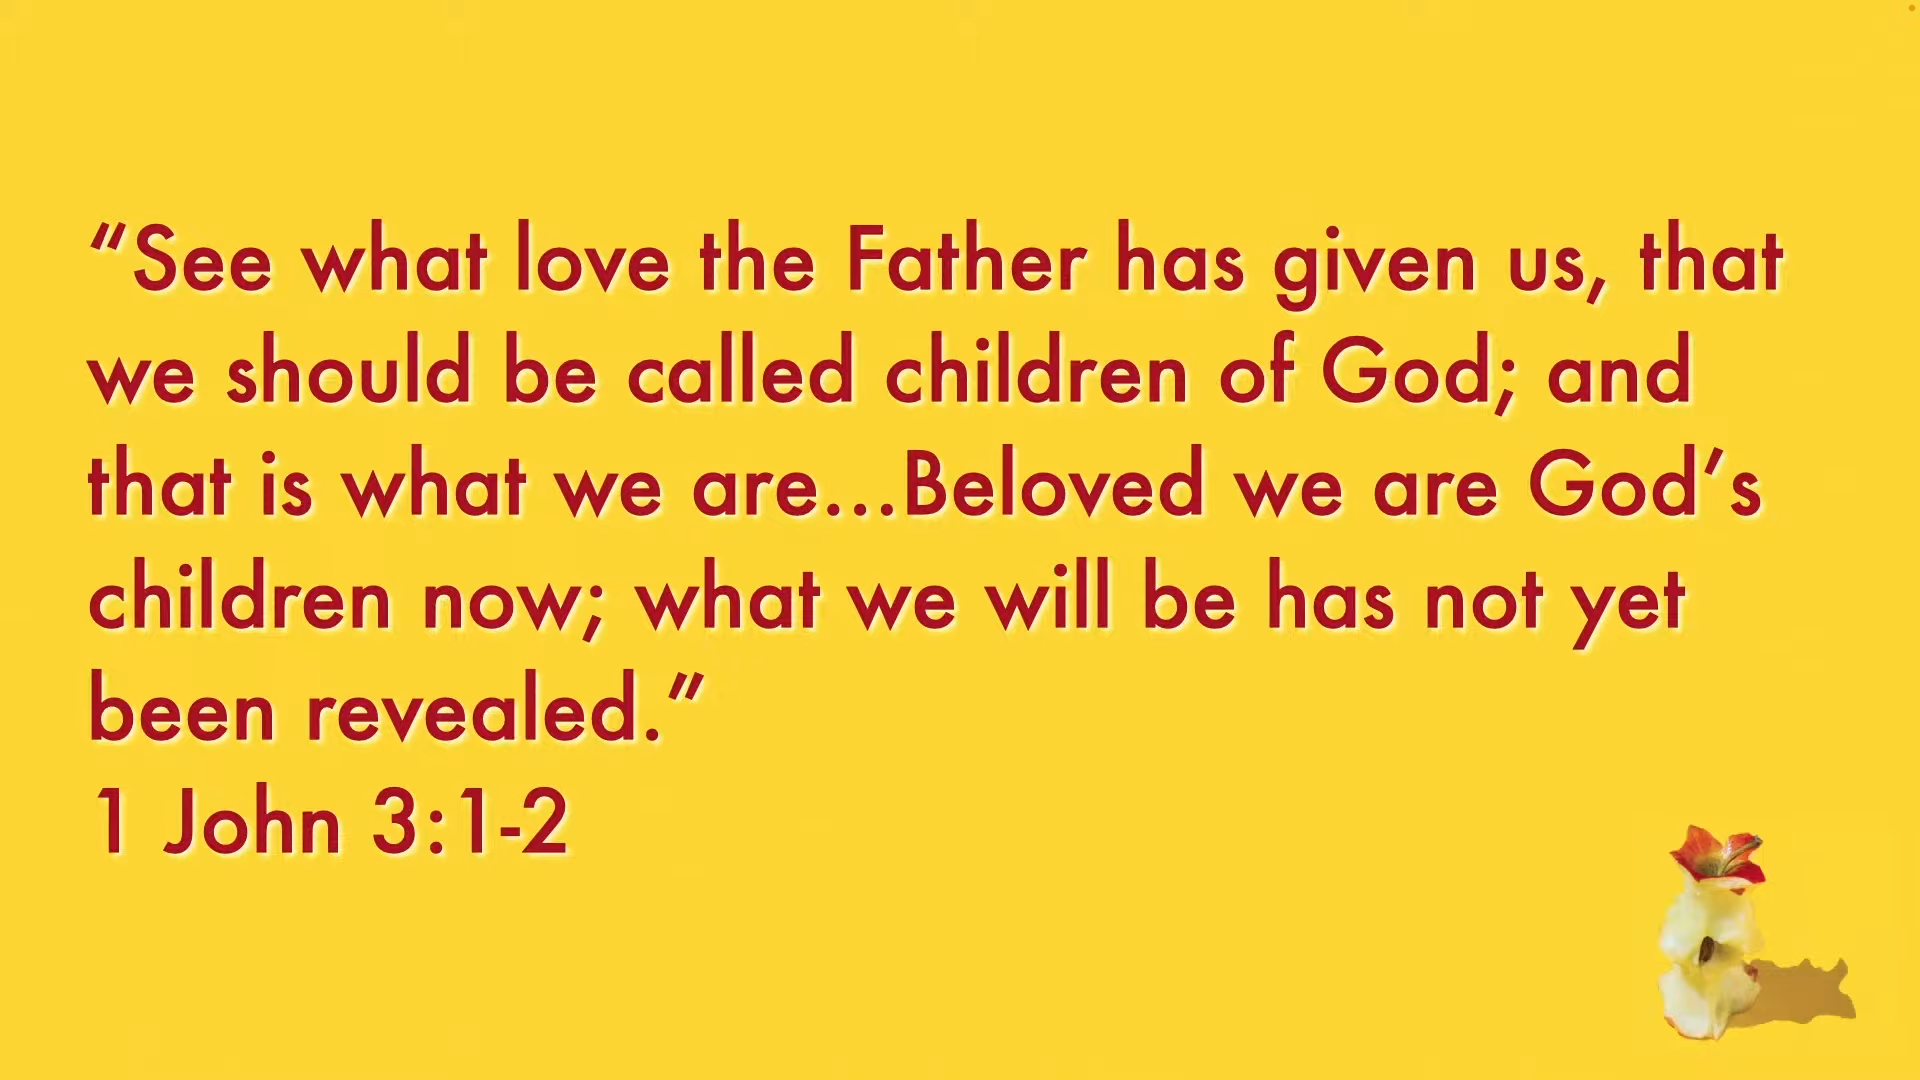 “See what love the Father has given us, that
we should be called children of God; and
that is what we are...Beloved we are God’s
children now; what we will be has not yet
been revealed.”
1 John 3:1-2